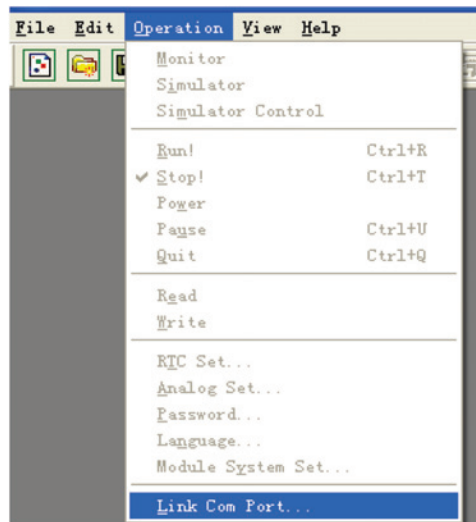 File Edit Operation View Help
Monitor
Simulator
Simulator Control
Run! Ctrl+R
Stop! Ctrl+T
Power
Pause Ctrl+U
Quit Ctrl+Q
Read
Write
RTC Set...
Analog Set...
Password...
Language...
Module System Set...
Link Com Port...